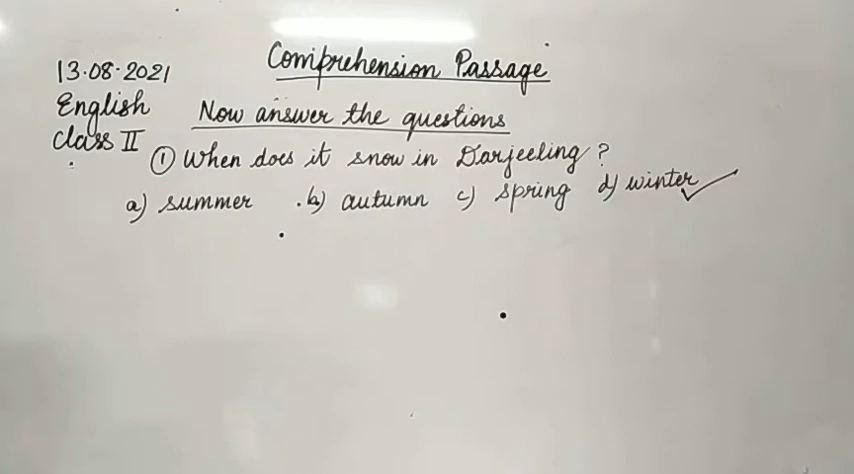 Comprehension Passage
13.08.2021
English
Class II
Now answer the questions
① When does it snow in Darjeeling?
a) summer .b) autumn c) spring d) winter ✓